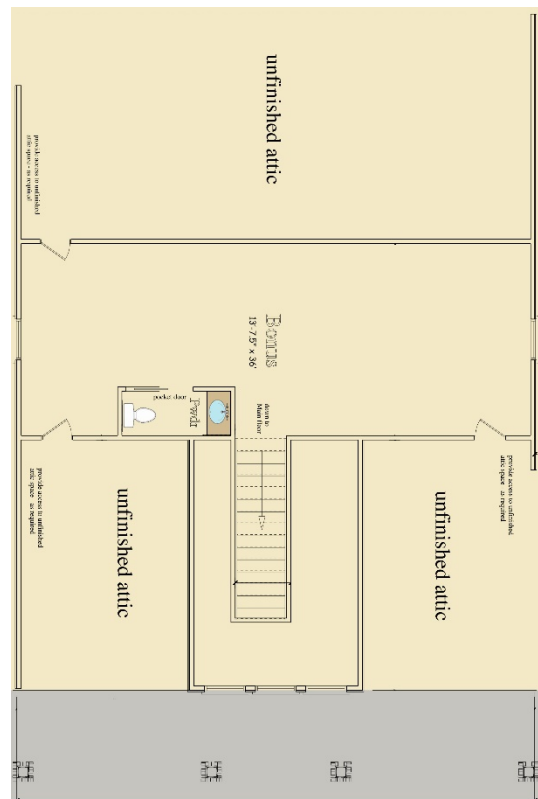 unfinished attic
provide access to unfinished
attic space - as required
Bonus
13'-7.5" x 36'
pocket door
Pwdr
down to
Main floor
provide access to unfinished
attic space - as required
unfinished attic
provide access to unfinished
attic space - as required
unfinished attic